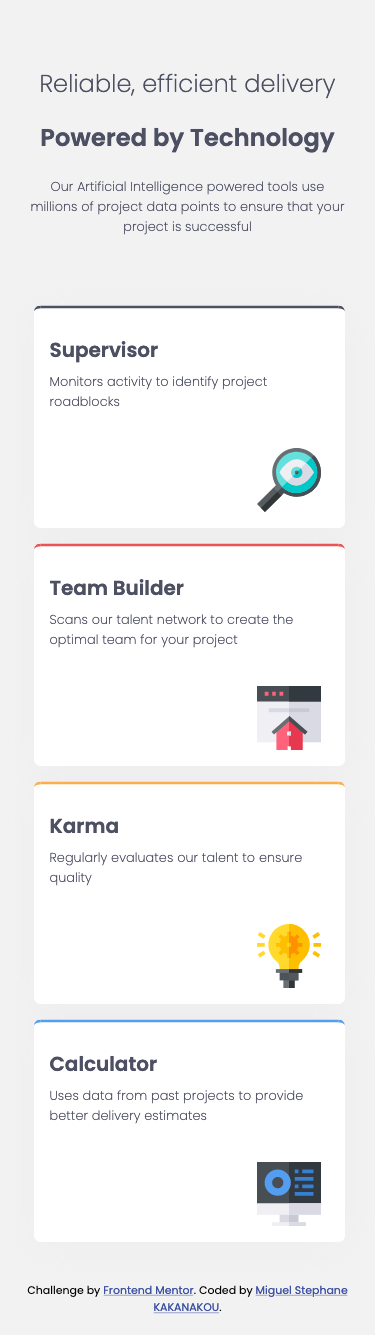 Reliable, efficient delivery
Powered by Technology
Our Artificial Intelligence powered tools use
millions of project data points to ensure that your
project is successful
Supervisor
Monitors activity to identify project
roadblocks
Team Builder
Scans our talent network to create the
optimal team for your project
Karma
Regularly evaluates our talent to ensure
quality
Calculator
Uses data from past projects to provide
better delivery estimates
Challenge by Frontend Mentor. Coded by Miguel Stephane
KAKANAKOU.